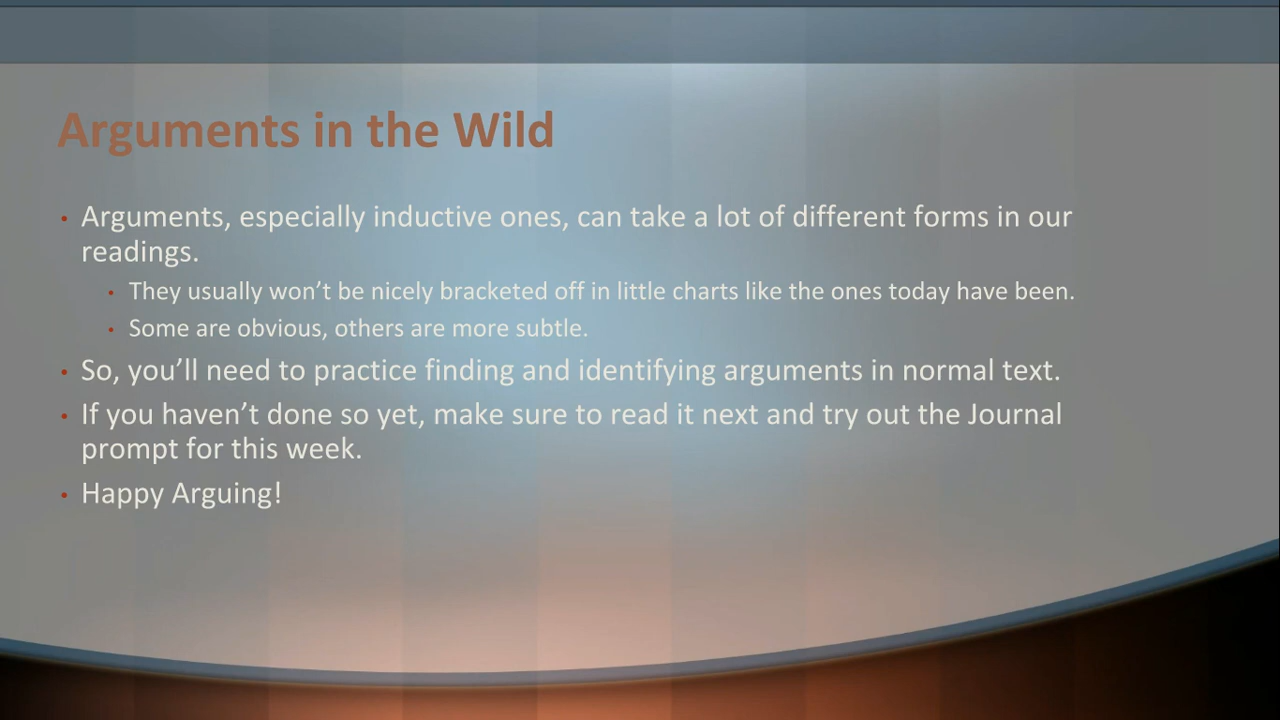 Arguments in the Wild
• Arguments, especially inductive ones, can take a lot of different forms in our
readings.
• They usually won’t be nicely bracketed off in little charts like the ones today have been.
• Some are obvious, others are more subtle.
• So, you’ll need to practice finding and identifying arguments in normal text.
• If you haven’t done so yet, make sure to read it next and try out the Journal
prompt for this week.
• Happy Arguing!